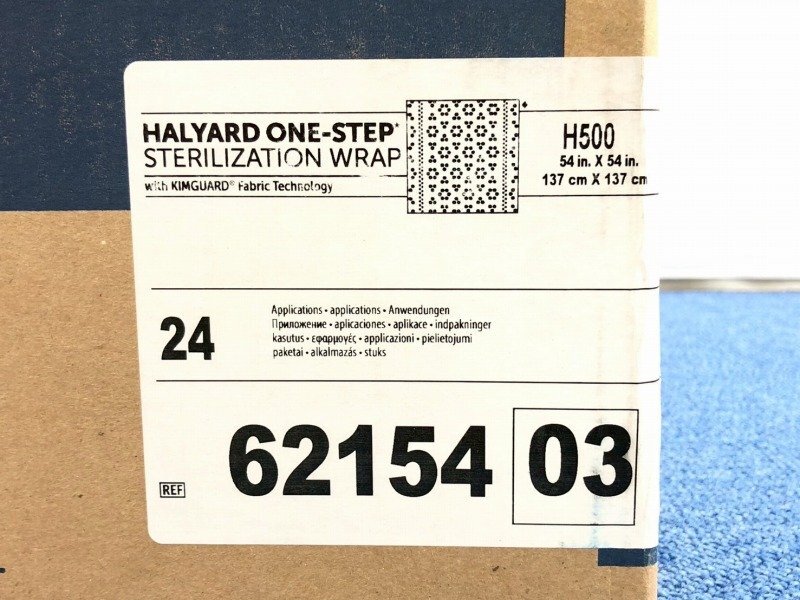 HALYARD ONE-STEP*
STERILIZATION WRAP
with KIMGUARD® Fabric Technology
H500
54 in. X 54 in.
137 cm X 137 cm
24
Applications • applications • Anwendungen
Приложение • aplicaciones • aplikace • indpakninger
kasutus • εφαρμογές • applicazioni • pielietojumi
paketai • alkalmazás • stuks
REF 62154 03